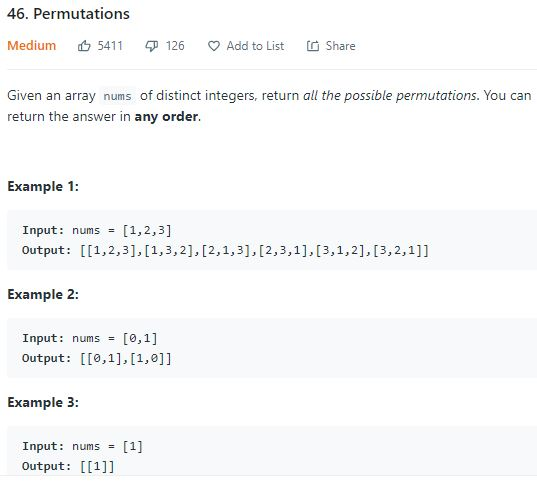 46. Permutations
Medium 5411 126 Add to List Share
Given an array nums of distinct integers, return all the possible permutations. You can
return the answer in any order.
Example 1:
Input: nums = [1,2,3]
Output: [[1,2,3],[1,3,2],[2,1,3],[2,3,1],[3,1,2],[3,2,1]]
Example 2:
Input: nums = [0,1]
Output: [[0,1],[1,0]]
Example 3:
Input: nums = [1]
Output: [[1]]